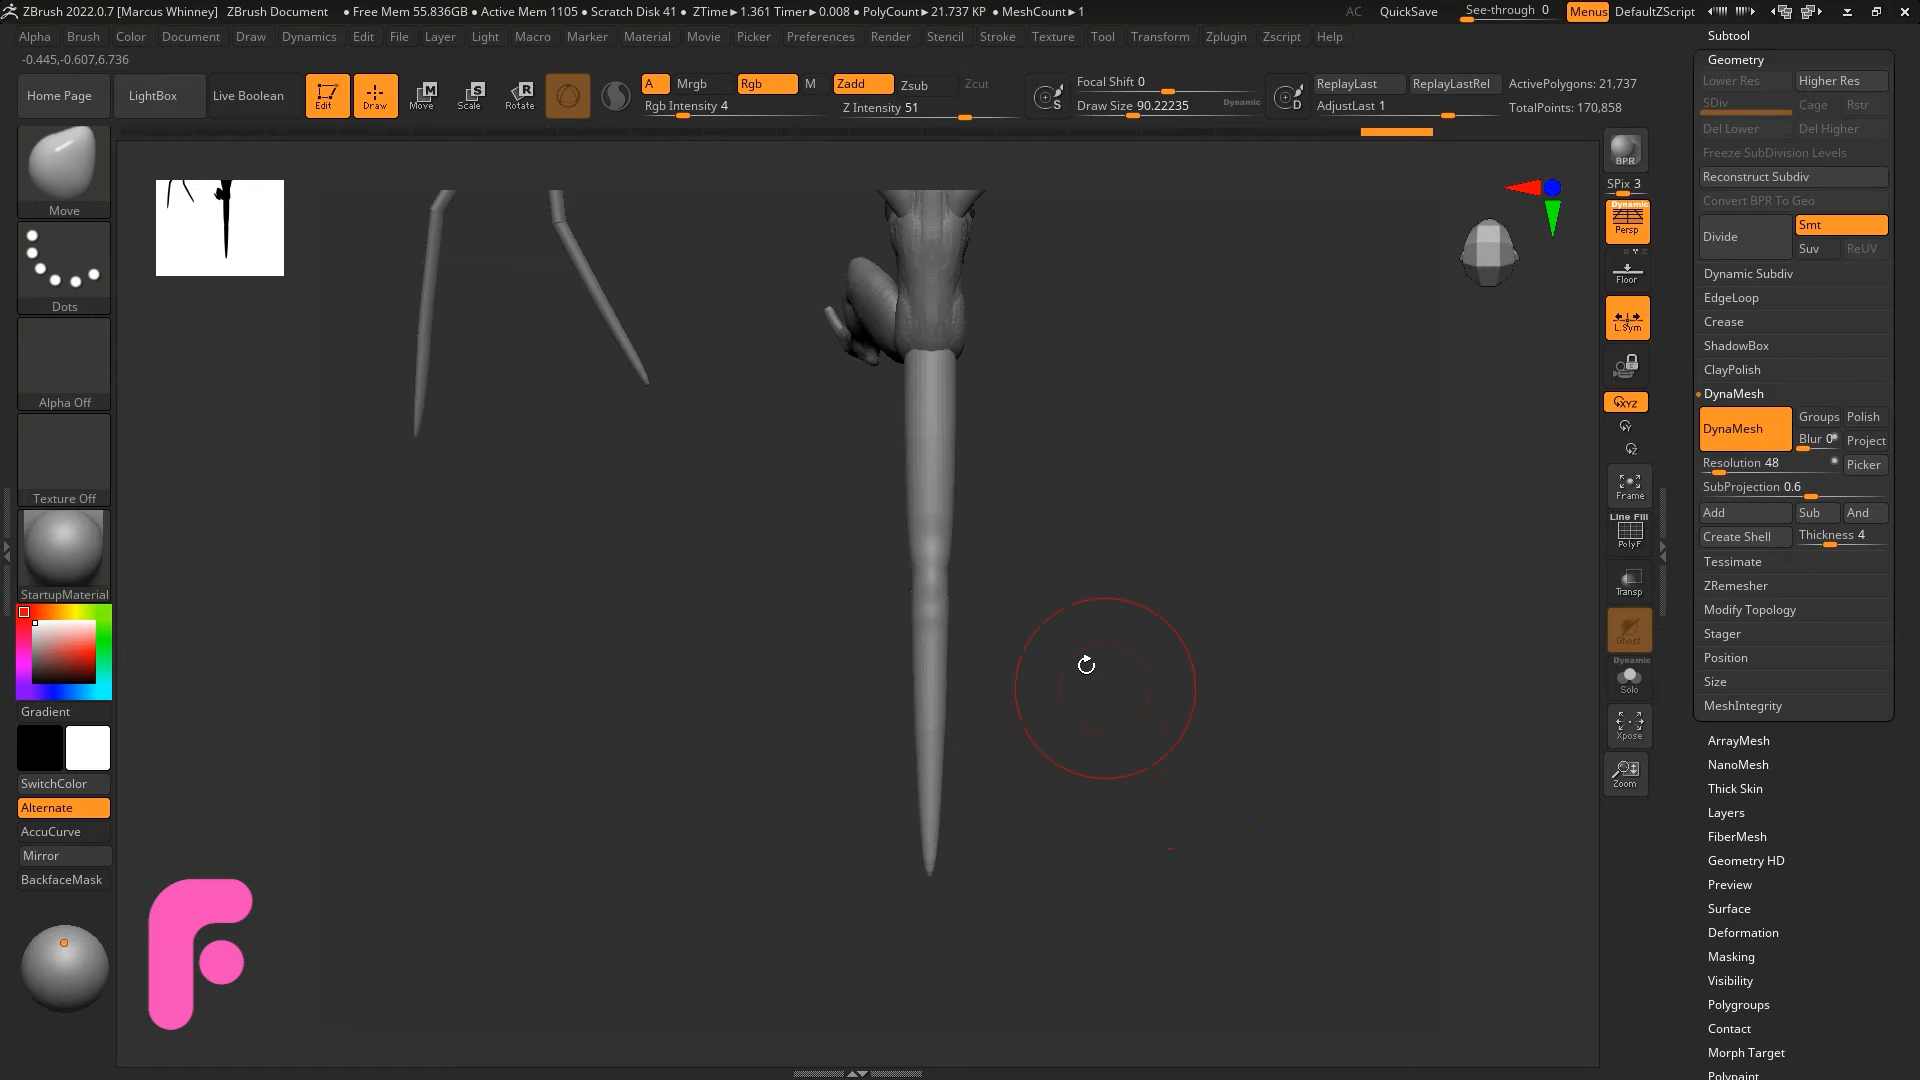 ZBrush 2022.0.7 [Marcus Whinney] ZBrush Document • Free Mem 55.836GB • Active Mem 1105 • Scratch Disk 41 • ZTime►1.361 Timer►0.008 • PolyCount►21.737 KP • MeshCount►1 AC QuickSave See-through 0 Menus DefaultZScript
Alpha Brush Color Document Draw Dynamics Edit File Layer Light Macro Marker Material Movie Picker Preferences Render Stencil Stroke Texture Tool Transform Zplugin Zscript Help
-0.445,-0.607,6.736
Home Page LightBox Live Boolean Edit Draw Move Scale Rotate
A Mrgb Rgb M Zadd Zsub Zcut
Rgb Intensity 4 Z Intensity 51
S Focal Shift 0
Draw Size 90.22235 Dynamic
D ReplayLast ReplayLastRel
AdjustLast 1
ActivePolygons: 21,737
TotalPoints: 170,858
Move
Dots
Alpha Off
Texture Off
StartupMaterial
Gradient
SwitchColor
Alternate
AccuCurve
Mirror
BackfaceMask
BPR
SPix 3
Dynamic
Persp
Floor
L.Sym
XYZ
Y
Z
Frame
Line Fill
PolyF
Transp
Ghost
Dynamic
Solo
Xpose
Zoom
Subtool
Geometry
Lower Res Higher Res
SDiv Cage Rstr
Del Lower Del Higher
Freeze SubDivision Levels
Reconstruct Subdiv
Convert BPR To Geo
Divide Smt
Suv ReUV
Dynamic Subdiv
EdgeLoop
Crease
ShadowBox
ClayPolish
DynaMesh
DynaMesh Groups Polish
Blur 0 Project
Resolution 48 Picker
SubProjection 0.6
Add Sub And
Create Shell Thickness 4
Tessimate
ZRemesher
Modify Topology
Stager
Position
Size
MeshIntegrity
ArrayMesh
NanoMesh
Thick Skin
Layers
FiberMesh
Geometry HD
Preview
Surface
Deformation
Masking
Visibility
Polygroups
Contact
Morph Target
Polypaint